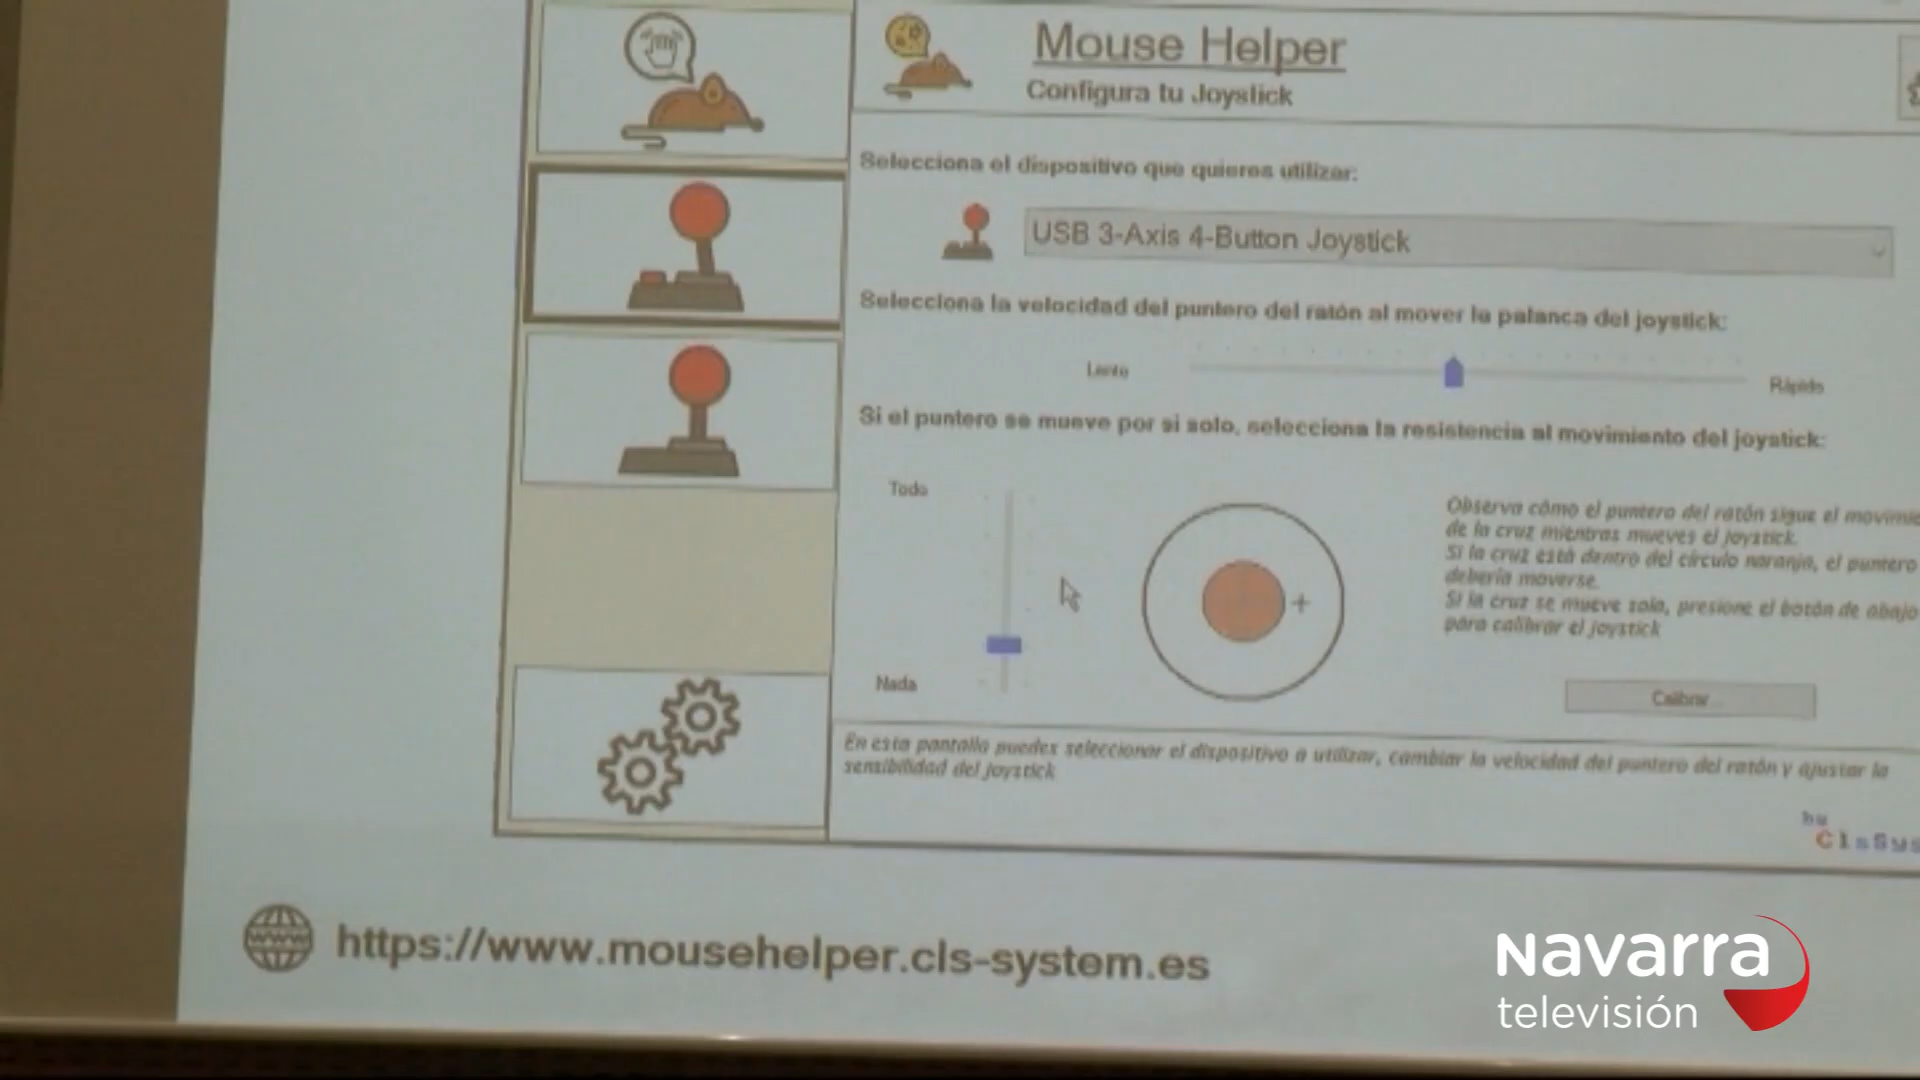 Mouse Helper
Configura tu Joystick
Selecciona el dispositivo que quieres utilizar:
USB 3-Axis 4-Button Joystick
Selecciona la velocidad del puntero del ratón al mover la palanca del joystick:
Lento
Rápido
Si el puntero se mueve por si solo, selecciona la resistencia al movimiento del joystick:
Todo
Nada
Observa cómo el puntero del ratón sigue el movimie
de la cruz mientras mueves el joystick.
Si la cruz está dentro del círculo naranja, el puntero
debería moverse.
Si la cruz se mueve sola, presione el botón de abajo
para calibrar el joystick
Calibrar...
En esta pantalla puedes seleccionar el dispositivo a utilizar, cambiar la velocidad del puntero del ratón y ajustar la
sensibilidad del joystick
by
ClsSys
https://www.mousehelper.cls-system.es
Navarra
televisión